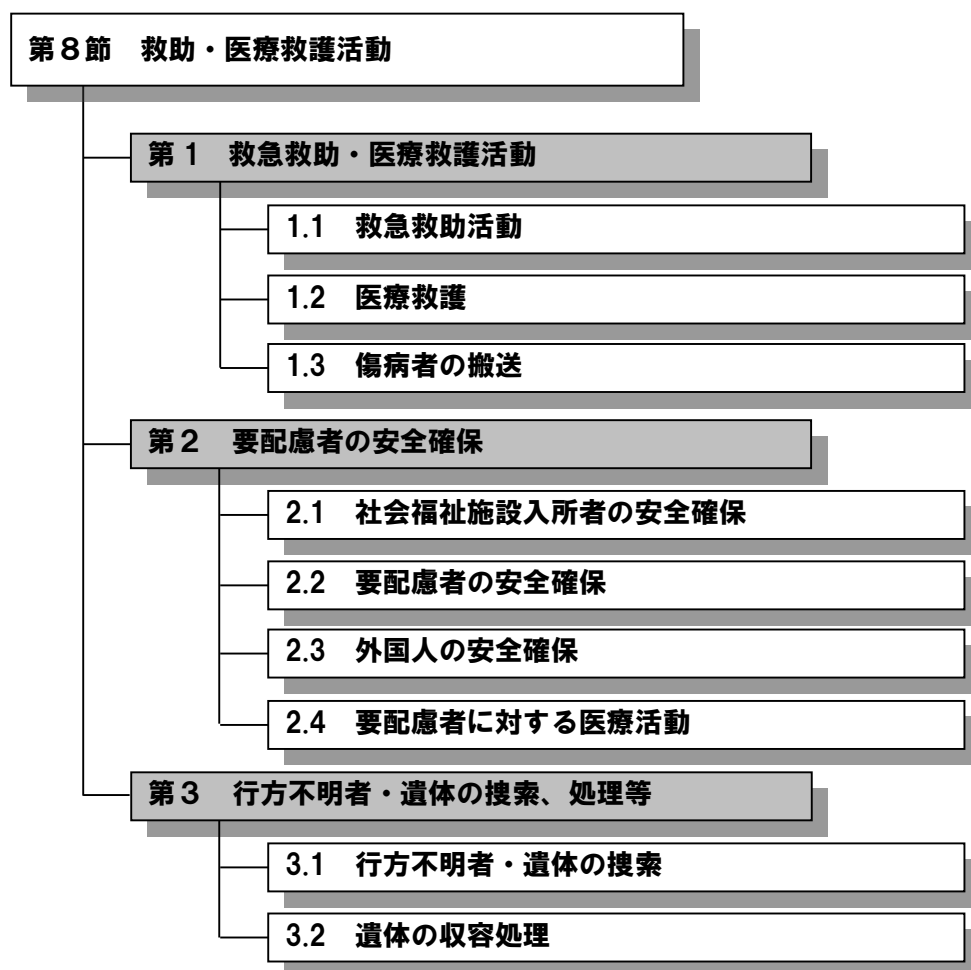 第８節　救助・医療救護活動
第１　救急救助・医療救護活動
1.1　救急救助活動
1.2　医療救護
1.3　傷病者の搬送
第２　要配慮者の安全確保
2.1　社会福祉施設入所者の安全確保
2.2　要配慮者の安全確保
2.3　外国人の安全確保
2.4　要配慮者に対する医療活動
第３　行方不明者・遺体の捜索、処理等
3.1　行方不明者・遺体の捜索
3.2　遺体の収容処理